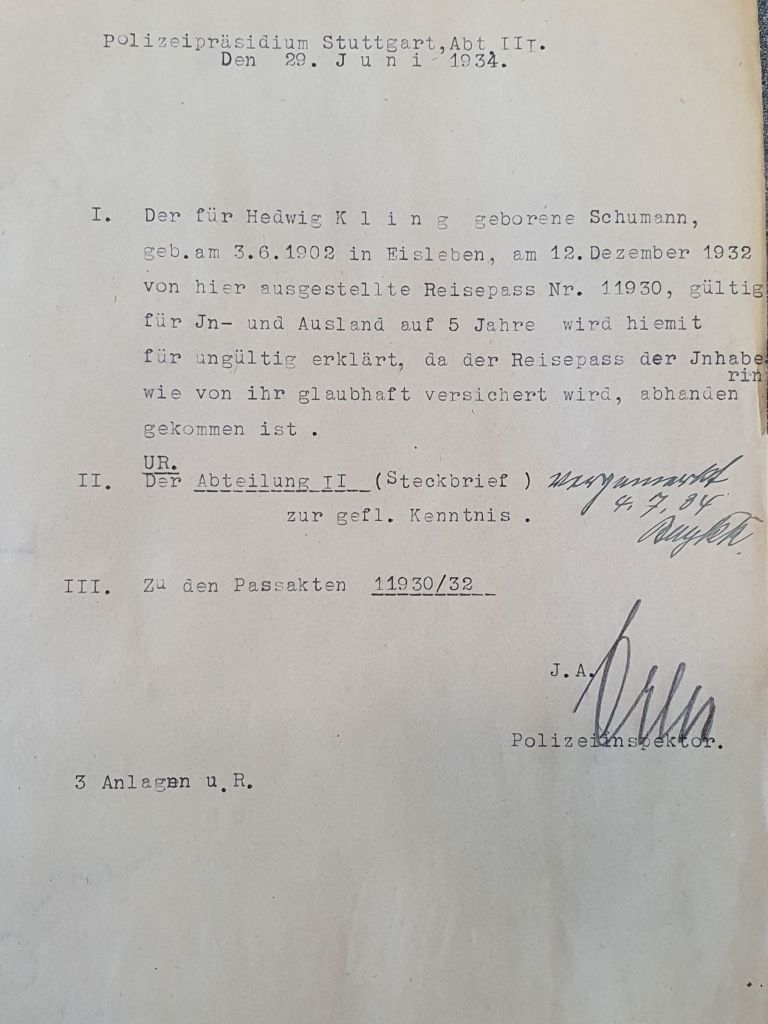 Polizeipräsidium Stuttgart, Abt. III.
Den 29. J u n i 1934.
I. Der für Hedwig K l i n g geborene Schumann,
geb.am 3.6.1902 in Eisleben, am 12.Dezember 1932
von hier ausgestellte Reisepass Nr. 11930, gültig
für Jn- und Ausland auf 5 Jahre wird hiemit
für ungültig erklärt, da der Reisepass der Jnhabe
rin
wie von ihr glaubhaft versichert wird, abhanden
gekommen ist .
UR.
II. Der Abteilung II (Steckbrief ) vorgemerkt
4.7.34
zur gefl. Kenntnis .
III. Zu den Passakten 11930/32
J.A.
Polizeiinspektor.
3 Anlagen u.R.